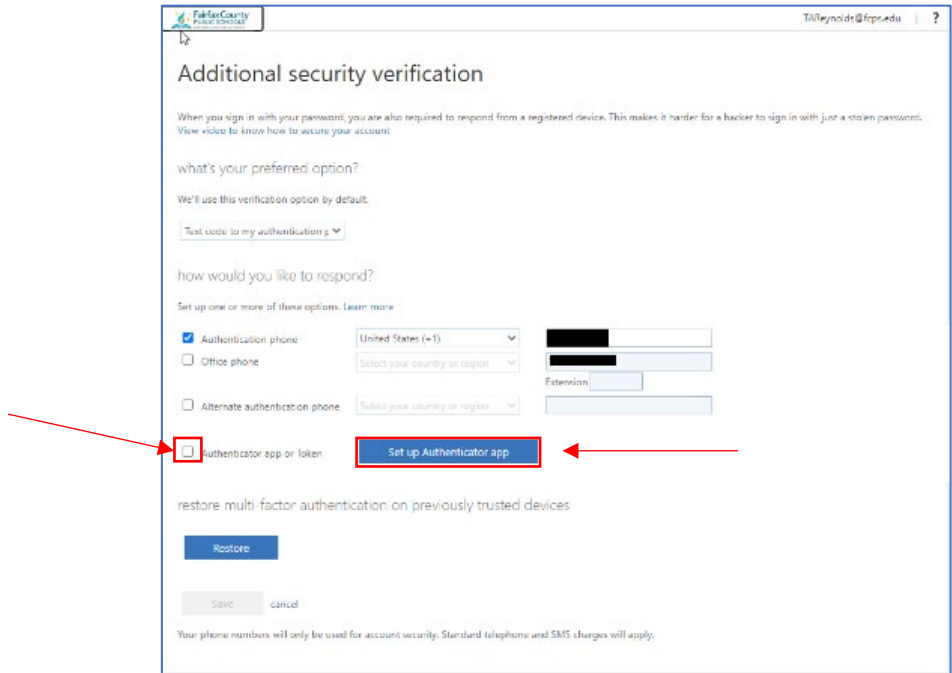 FairfaxCounty
PUBLIC SCHOOLS
TAReynolds@fcps.edu | ?
Additional security verification
When you sign in with your password, you are also required to respond from a registered device. This makes it harder for a hacker to sign in with just a stolen password.
View video to know how to secure your account
what's your preferred option?
We'll use this verification option by default.
Text code to my authentication p
how would you like to respond?
Set up one or more of these options. Learn more
Authentication phone United States (+1)
Office phone Select your country or region
Extension
Alternate authentication phone Select your country or region
Authenticator app or Token Set up Authenticator app
restore multi-factor authentication on previously trusted devices
Restore
Save cancel
Your phone numbers will only be used for account security. Standard telephone and SMS charges will apply.